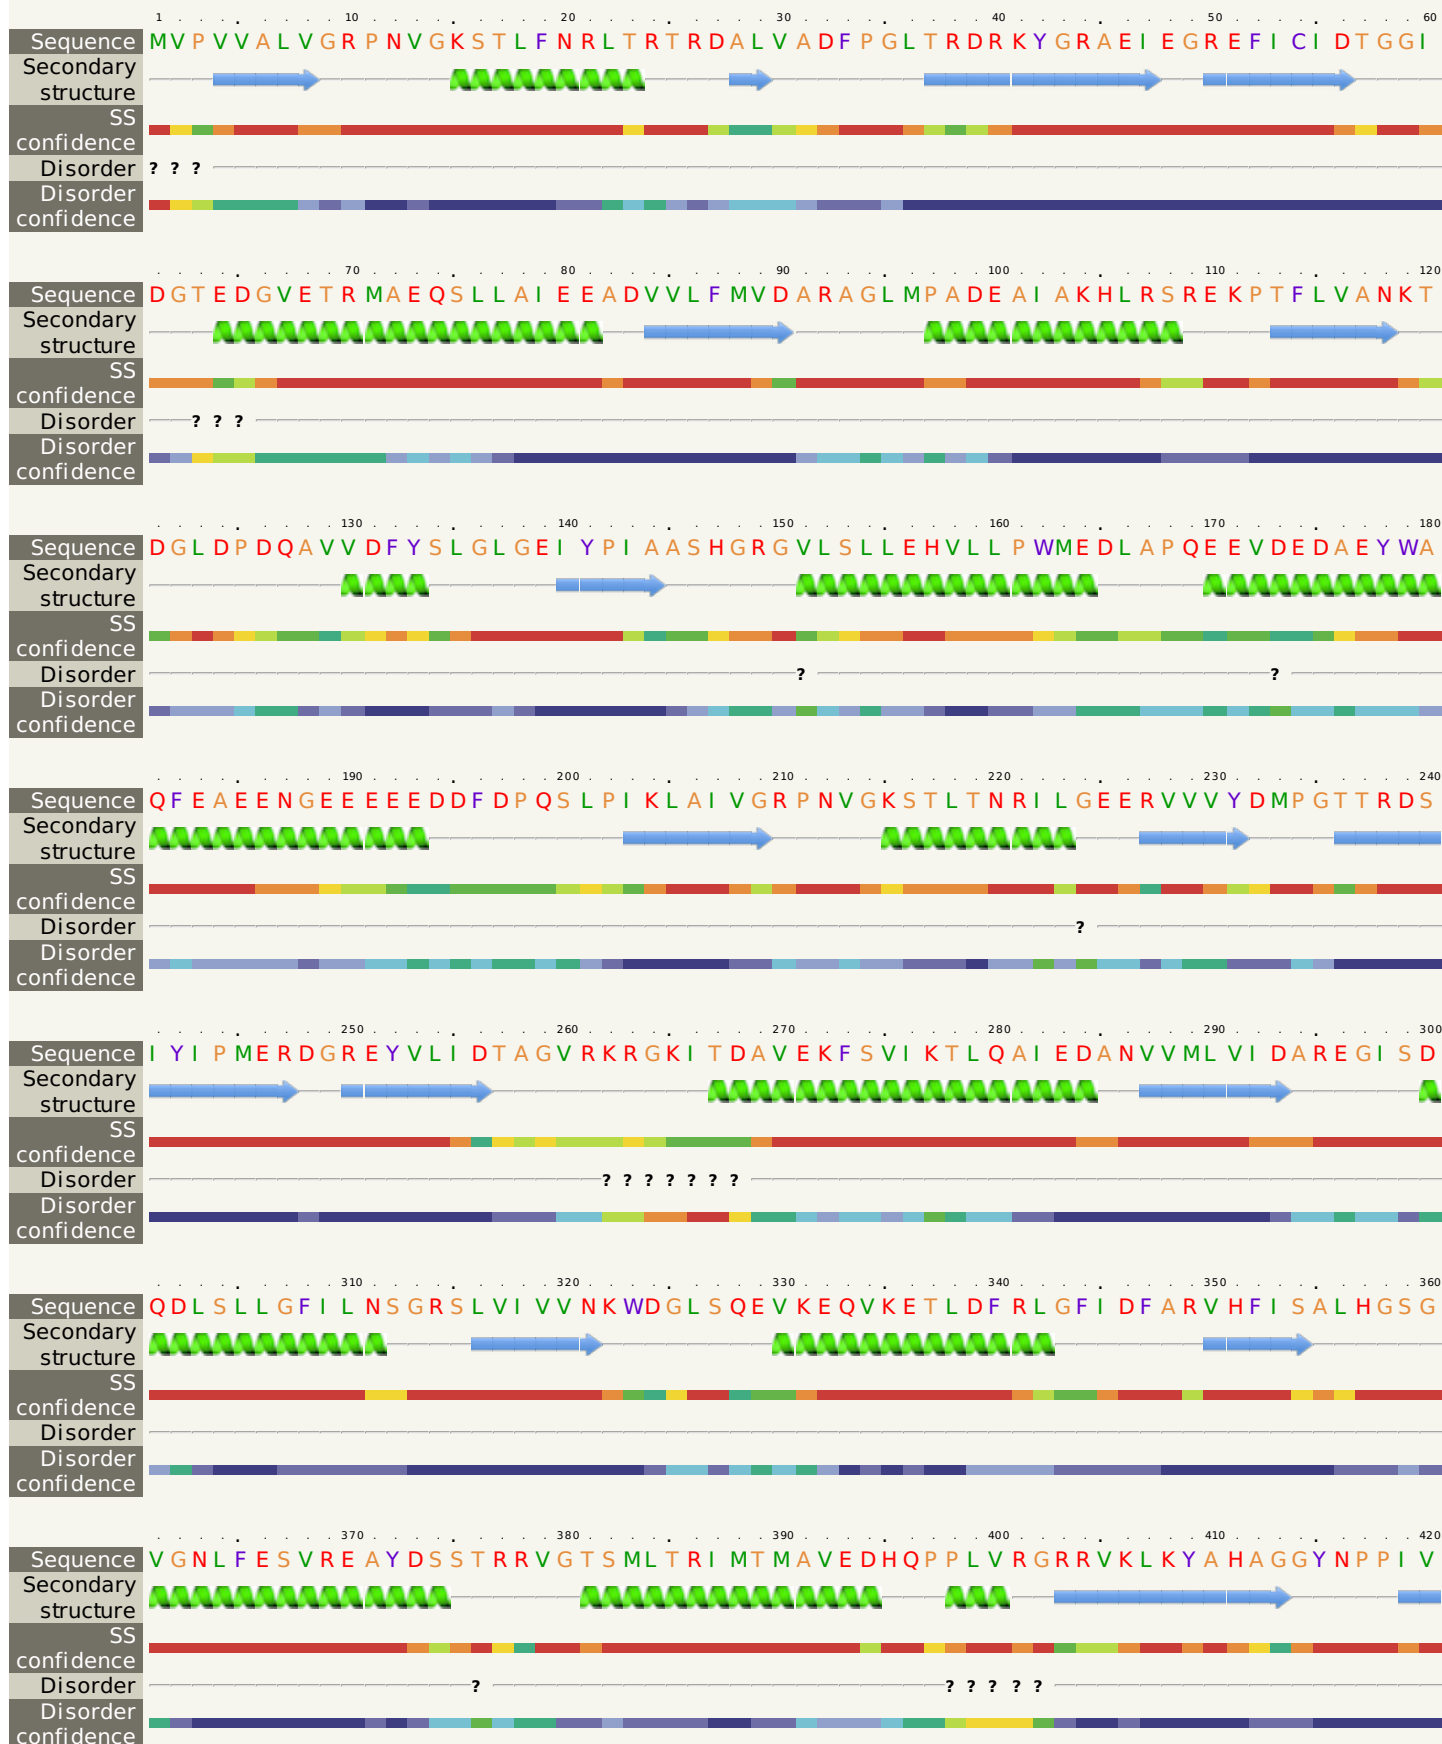 1 . . . . . . . 10 . . . . . . . . 20 . . . . . . . . 30 . . . . . . . . 40 . . . . . . . . 50 . . . . . . . . 60
Sequence MVPVVALVGRPNVGKSTLFNRLTRTRDALVADFPGLTRDRKYGRAEIEGREFICIDTGGI
Secondary
structure
SS
confidence
Disorder ? ? ?
Disorder
confidence
. . . . . . . . 70 . . . . . . . . 80 . . . . . . . . 90 . . . . . . . . 100 . . . . . . . . 110 . . . . . . . . 120
Sequence DGTEDGVETRMAEQSLLAIEEADVVLFMVDARAGLMPADEAIAKHLRSREKPTFLVANKT
Secondary
structure
SS
confidence
Disorder ? ? ?
Disorder
confidence
. . . . . . . . 130 . . . . . . . . 140 . . . . . . . . 150 . . . . . . . . 160 . . . . . . . . 170 . . . . . . . . 180
Sequence DGLDPDQAVVDFYSLGLGEIYPIAASHGRGVLSLLEHVLLPWMEDLAPQEEVDEDAEYWA
Secondary
structure
SS
confidence
Disorder ? ?
Disorder
confidence
. . . . . . . . 190 . . . . . . . . 200 . . . . . . . . 210 . . . . . . . . 220 . . . . . . . . 230 . . . . . . . . 240
Sequence QFEAEENGEEEEEDDFDPQSLPIKLAIVGRPNVGKSTLTNRILGEERVVVYDMPGTTRDS
Secondary
structure
SS
confidence
Disorder ?
Disorder
confidence
. . . . . . . . 250 . . . . . . . . 260 . . . . . . . . 270 . . . . . . . . 280 . . . . . . . . 290 . . . . . . . . 300
Sequence IYIPMERDGREYVLIDTAGVRKRGKITDAVEKFSVIKTLQAIEDANVVMLVIDAREGISD
Secondary
structure
SS
confidence
Disorder ? ? ? ? ? ? ?
Disorder
confidence
. . . . . . . . 310 . . . . . . . . 320 . . . . . . . . 330 . . . . . . . . 340 . . . . . . . . 350 . . . . . . . . 360
Sequence QDLSLLGFILNSGRSLVIVVNKWDGLSQEVKEQVKETLDFRLGFIDFARVHFISALHGSG
Secondary
structure
SS
confidence
Disorder
Disorder
confidence
. . . . . . . . 370 . . . . . . . . 380 . . . . . . . . 390 . . . . . . . . 400 . . . . . . . . 410 . . . . . . . . 420
Sequence VGNLFESVREAYDSSTRRVGTSMLTRIMTMAVEDHQPPLVRGRRVKLKYAHAGGYNPPIV
Secondary
structure
SS
confidence
Disorder ? ? ? ? ? ?
Disorder
confidence